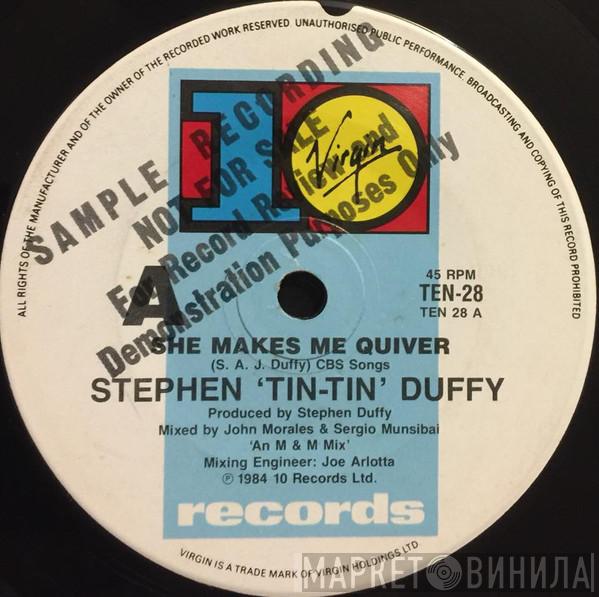 ALL RIGHTS OF THE MANUFACTURER AND OF THE OWNER OF THE RECORDED WORK RESERVED. UNAUTHORISED PUBLIC PERFORMANCE, BROADCASTING AND COPYING OF THIS RECORD PROHIBITED
10
Virgin
SAMPLE RECORDING
NOT FOR SALE
For Record Review and
Demonstration Purposes Only
A
45 RPM
TEN-28
TEN 28 A
SHE MAKES ME QUIVER
(S. A. J. Duffy) CBS Songs
STEPHEN ‘TIN-TIN’ DUFFY
Produced by Stephen Duffy
Mixed by John Morales & Sergio Munsibai
‘An M & M Mix’
Mixing Engineer: Joe Arlotta
℗ 1984 10 Records Ltd.
records
VIRGIN IS A TRADE MARK OF VIRGIN HOLDINGS LTD
МАРКЕТ ВИНИЛА